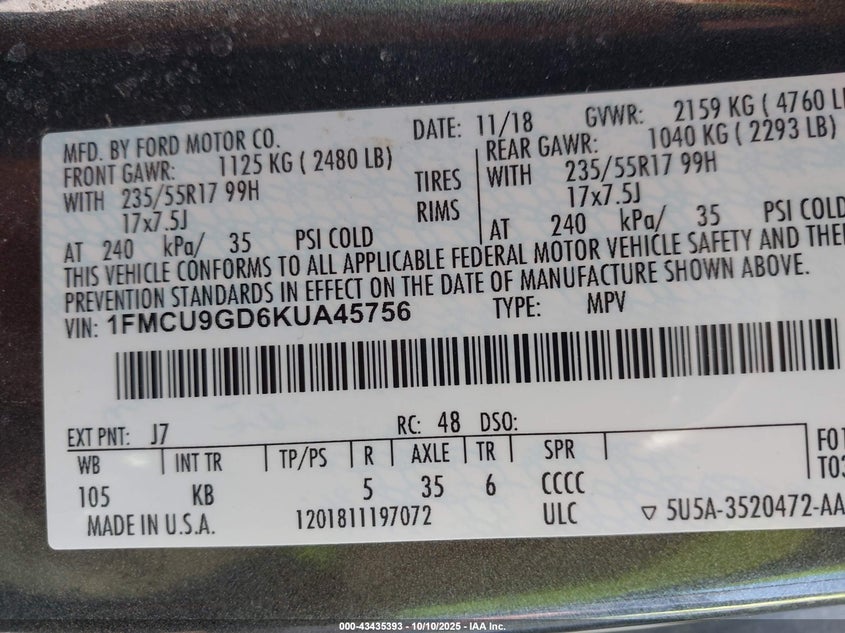 MFD. BY FORD MOTOR CO. DATE: 11/18 GVWR: 2159 KG ( 4760 L
FRONT GAWR: 1125 KG ( 2480 LB) REAR GAWR: 1040 KG ( 2293 LB)
WITH 235/55R17 99H TIRES WITH 235/55R17 99H
17x7.5J RIMS 17x7.5J
AT 240 kPa/ 35 PSI COLD AT 240 kPa/ 35 PSI COLD
THIS VEHICLE CONFORMS TO ALL APPLICABLE FEDERAL MOTOR VEHICLE SAFETY AND THE
PREVENTION STANDARDS IN EFFECT ON THE DATE OF MANUFACTURE SHOWN ABOVE.
VIN: 1FMCU9GD6KUA45756 TYPE: MPV
EXT PNT: J7 RC: 48 DSO:
WB INT TR TP/PS R AXLE TR SPR F01
105 KB 5 35 6 CCCC T03
MADE IN U.S.A. 1201811197072 ULC ▽ 5U5A-3520472-AA
000-43435393 - 10/10/2025 - IAA Inc.